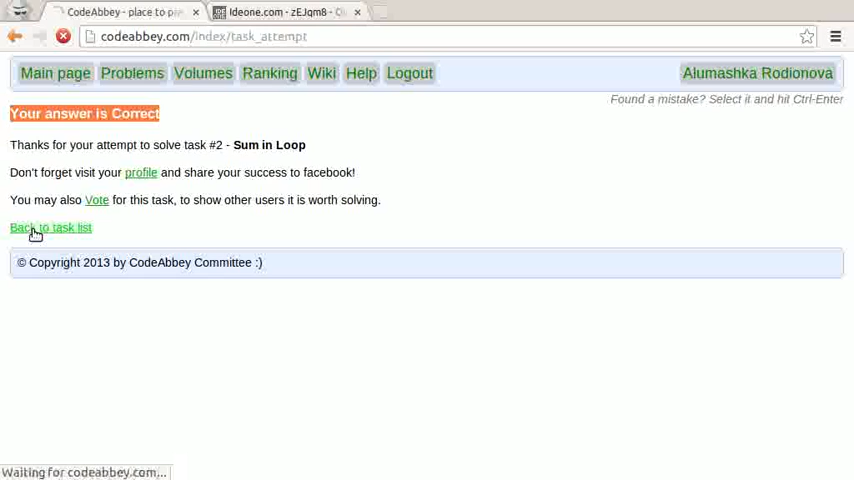 CodeAbbey - place to p
Ideone.com - zEJqm8 -
codeabbey.com/index/task_attempt
Main page Problems Volumes Ranking Wiki Help Logout Alumashka Rodionova
Found a mistake? Select it and hit Ctrl-Enter
Your answer is Correct
Thanks for your attempt to solve task #2 - Sum in Loop
Don't forget visit your profile and share your success to facebook!
You may also Vote for this task, to show other users it is worth solving.
Back to task list
© Copyright 2013 by CodeAbbey Committee :)
Waiting for codeabbey.com...